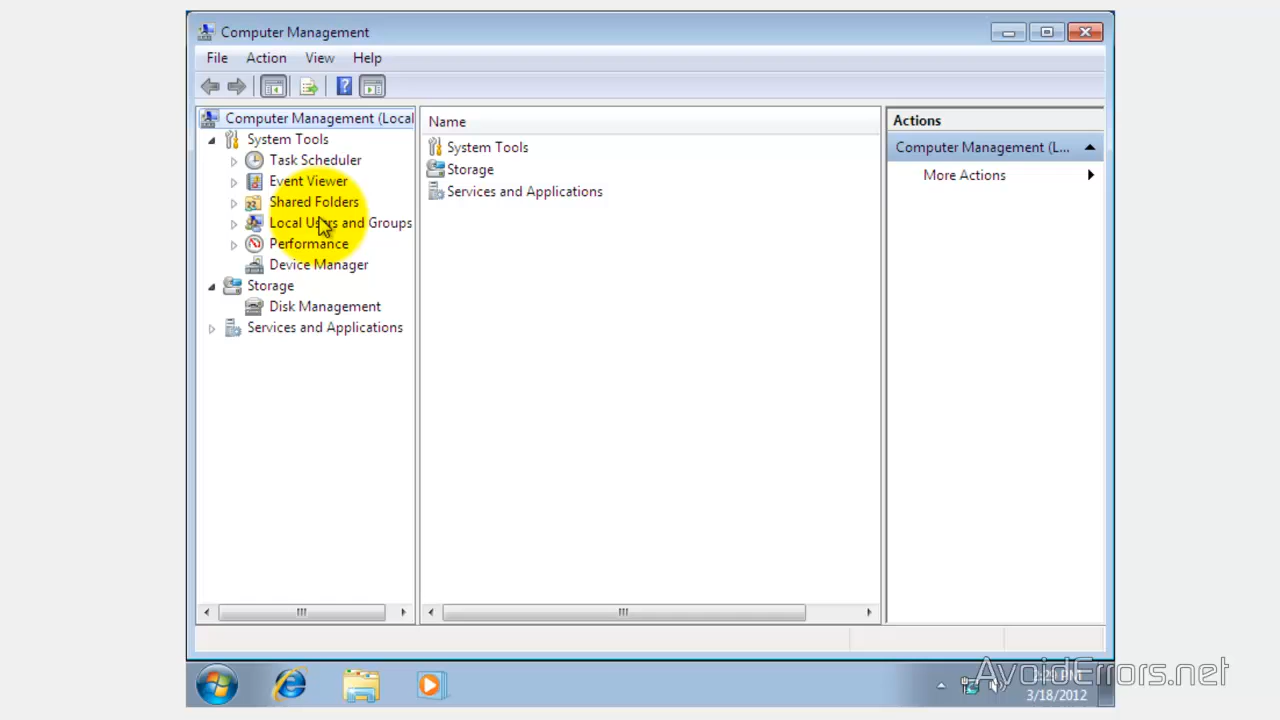 Computer Management
File Action View Help
Computer Management (Local
System Tools
Task Scheduler
Event Viewer
Shared Folders
Local Users and Groups
Performance
Device Manager
Storage
Disk Management
Services and Applications
Name
System Tools
Storage
Services and Applications
Actions
Computer Management (L...
More Actions
AvoidErrors.net
3/18/2012